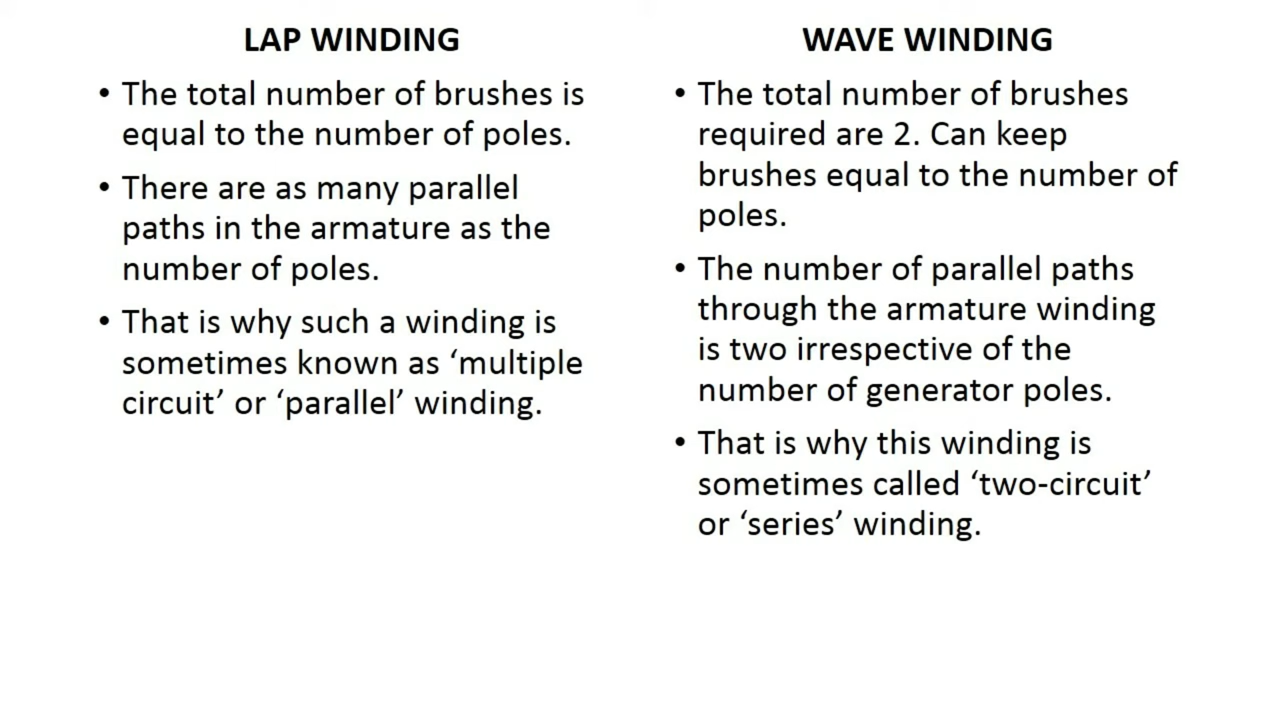 LAP WINDING
• The total number of brushes is
equal to the number of poles.
• There are as many parallel
paths in the armature as the
number of poles.
• That is why such a winding is
sometimes known as ‘multiple
circuit’ or ‘parallel’ winding.
WAVE WINDING
• The total number of brushes
required are 2. Can keep
brushes equal to the number of
poles.
• The number of parallel paths
through the armature winding
is two irrespective of the
number of generator poles.
• That is why this winding is
sometimes called ‘two-circuit’
or ‘series’ winding.